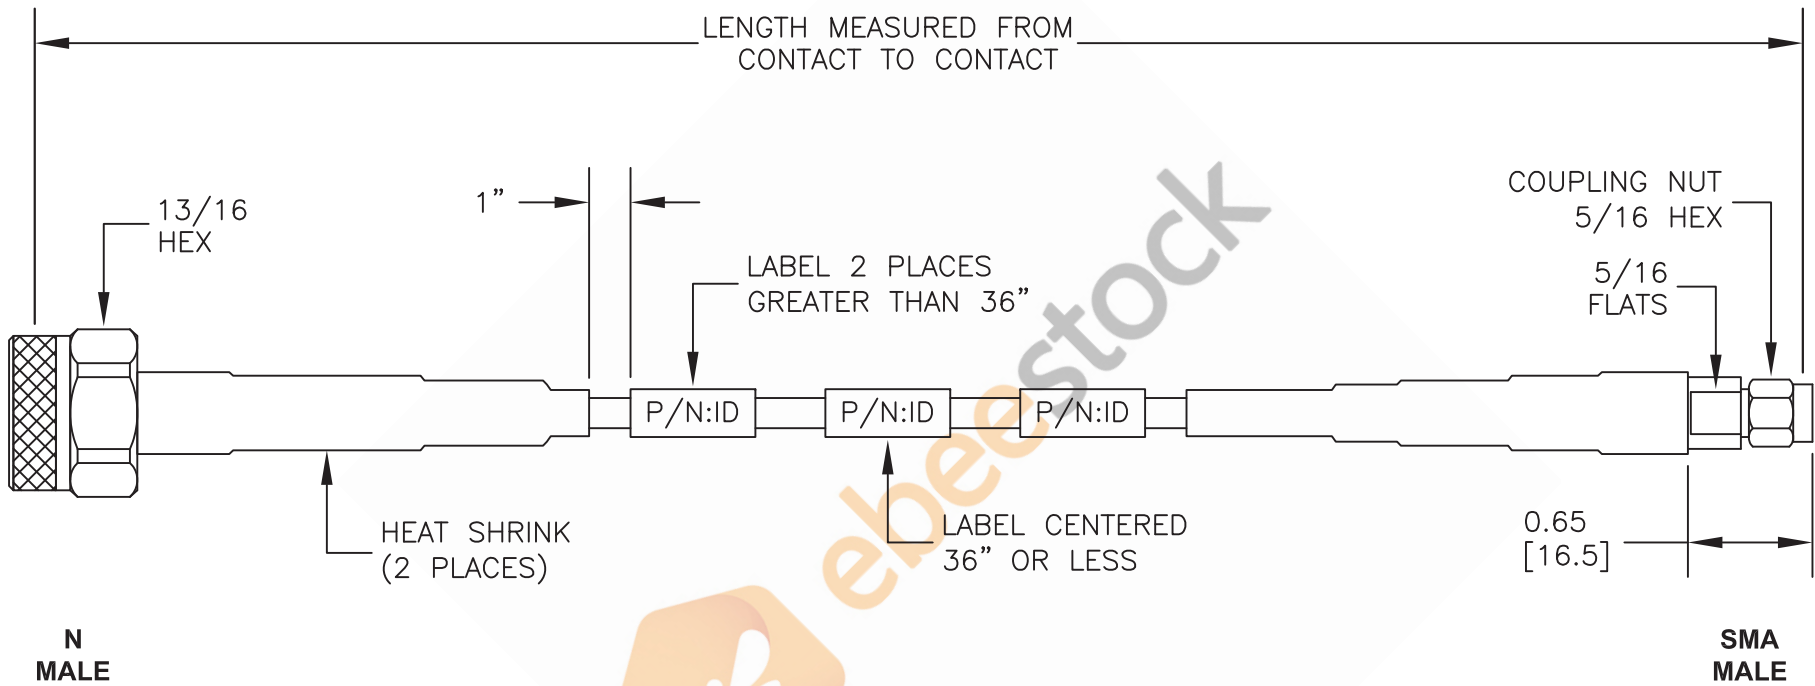 LENGTH MEASURED FROM
CONTACT TO CONTACT
13/16
HEX
1”
COUPLING NUT
5/16 HEX
LABEL 2 PLACES
GREATER THAN 36”
5/16
FLATS
P/N:ID
P/N:ID
P/N:ID
HEAT SHRINK
(2 PLACES)
LABEL CENTERED
36” OR LESS
0.65
[16.5]
N
MALE
SMA
MALE
ebeestock